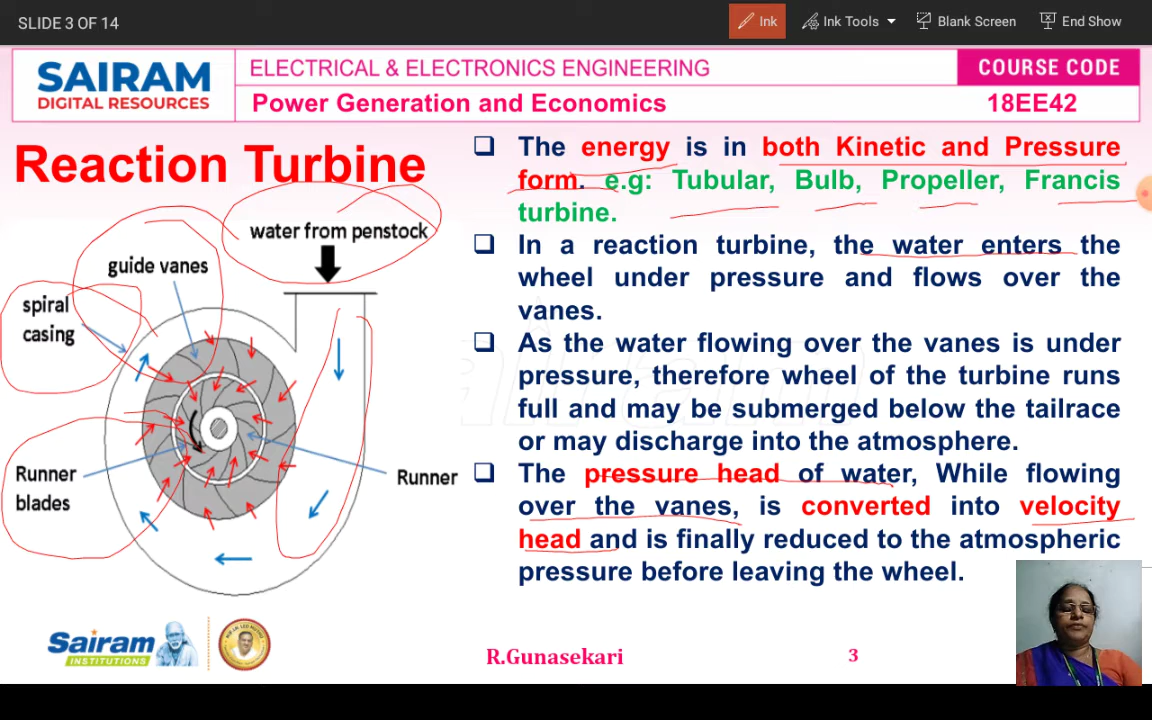 SLIDE 3 OF 14
Ink
Ink Tools
Blank Screen
End Show
SAIRAM
DIGITAL RESOURCES
ELECTRICAL & ELECTRONICS ENGINEERING
COURSE CODE
Power Generation and Economics
18EE42
Reaction Turbine
water from penstock
guide vanes
spiral
casing
Runner
blades
Runner
❑ The energy is in both Kinetic and Pressure
form. e.g: Tubular, Bulb, Propeller, Francis
turbine.
❑ In a reaction turbine, the water enters the
wheel under pressure and flows over the
vanes.
❑ As the water flowing over the vanes is under
pressure, therefore wheel of the turbine runs
full and may be submerged below the tailrace
or may discharge into the atmosphere.
❑ The pressure head of water, While flowing
over the vanes, is converted into velocity
head and is finally reduced to the atmospheric
pressure before leaving the wheel.
Sairam
INSTITUTIONS
R.Gunasekari
3